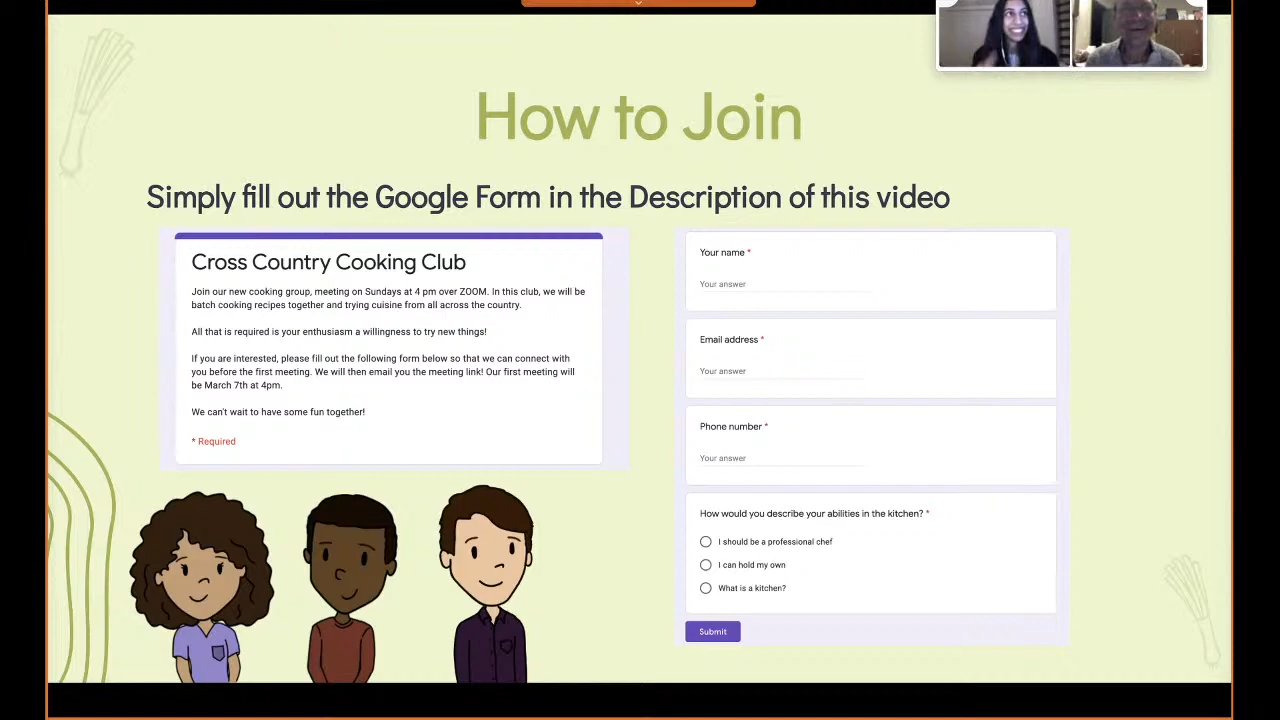 How to Join
Simply fill out the Google Form in the Description of this video
Cross Country Cooking Club
Join our new cooking group, meeting on Sundays at 4 pm over ZOOM. In this club, we will be
batch cooking recipes together and trying cuisine from all across the country.
All that is required is your enthusiasm a willingness to try new things!
If you are interested, please fill out the following form below so that we can connect with
you before the first meeting. We will then email you the meeting link! Our first meeting will
be March 7th at 4pm.
We can't wait to have some fun together!
* Required
Your name *
Your answer
Email address *
Your answer
Phone number *
Your answer
How would you describe your abilities in the kitchen? *
I should be a professional chef
I can hold my own
What is a kitchen?
Submit